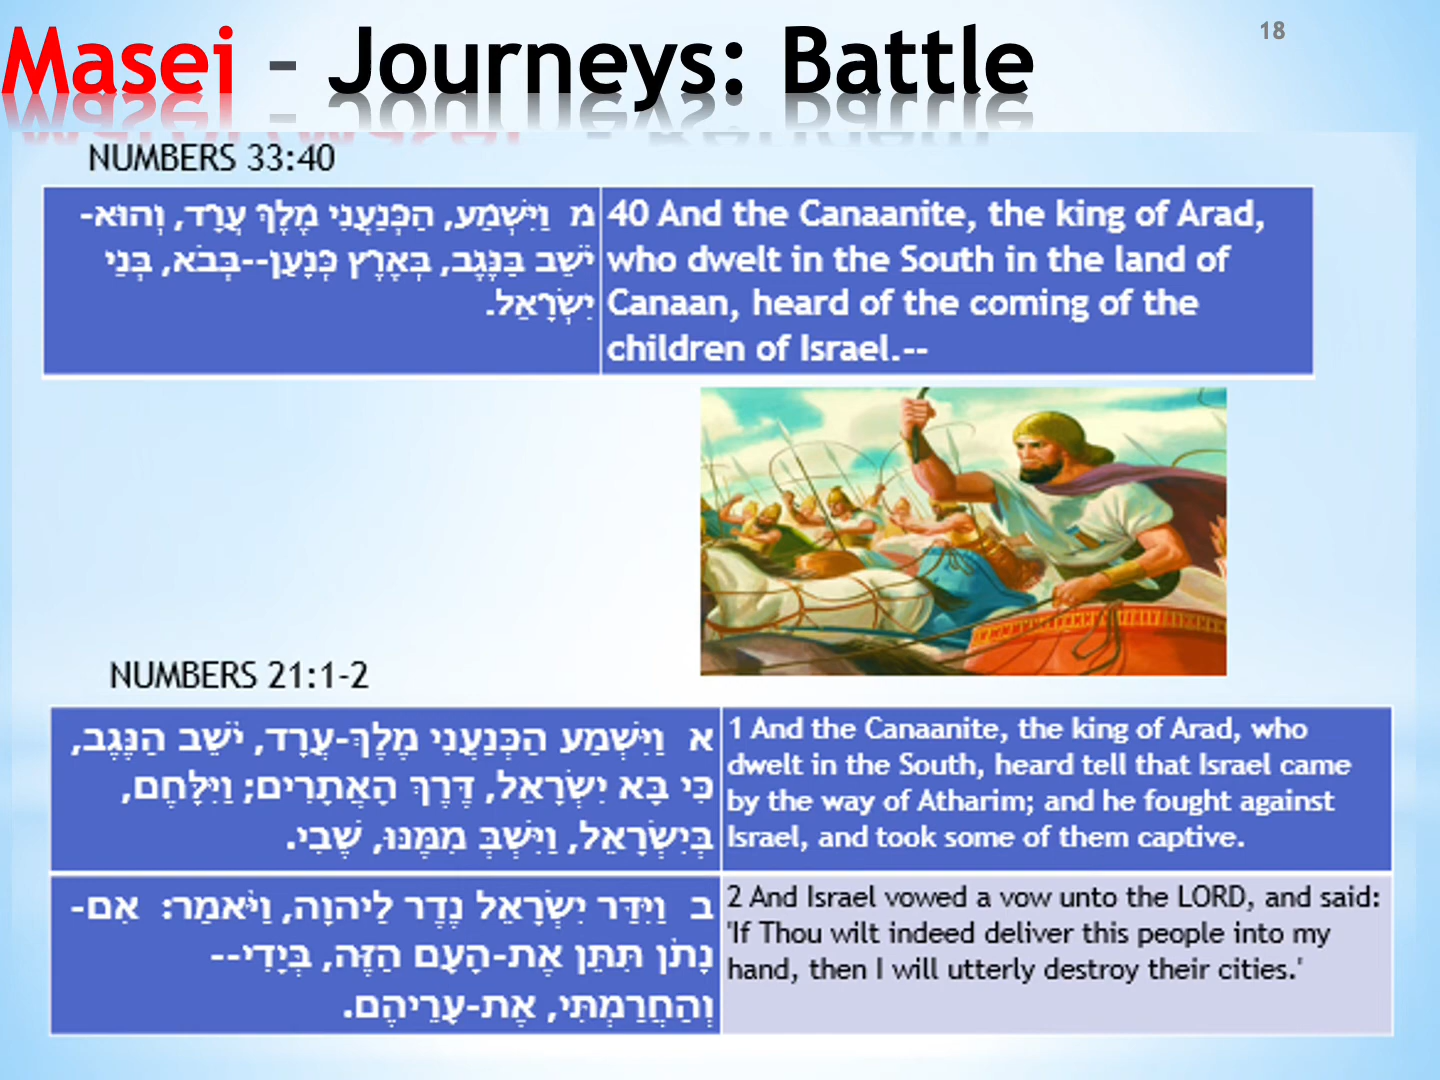 Masei - Journeys: Battle
18
NUMBERS 33:40
מ וַיִּשְׁמַע, הַכְּנַעֲנִי מֶלֶךְ עֲרָד, וְהוּא-
יֹשֵׁב בַּנֶּגֶב, בְּאֶרֶץ כְּנָעַן--בְּבֹא, בְּנֵי
יִשְׂרָאֵל.
40 And the Canaanite, the king of Arad,
who dwelt in the South in the land of
Canaan, heard of the coming of the
children of Israel.--
NUMBERS 21:1-2
א וַיִּשְׁמַע הַכְּנַעֲנִי מֶלֶךְ-עֲרָד, יֹשֵׁב הַנֶּגֶב,
כִּי בָּא יִשְׂרָאֵל, דֶּרֶךְ הָאֲתָרִים; וַיִּלָּחֶם,
בְּיִשְׂרָאֵל, וַיִּשְׁבְּ מִמֶּנּוּ, שֶׁבִי.
1 And the Canaanite, the king of Arad, who
dwelt in the South, heard tell that Israel came
by the way of Atharim; and he fought against
Israel, and took some of them captive.
ב וַיִּדַּר יִשְׂרָאֵל נֶדֶר לַיהוָה, וַיֹּאמַר: אִם-
נָתֹן תִּתֵּן אֶת-הָעָם הַזֶּה, בְּיָדִי--
וְהַחֲרַמְתִּי, אֶת-עָרֵיהֶם.
2 And Israel vowed a vow unto the LORD, and said:
'If Thou wilt indeed deliver this people into my
hand, then I will utterly destroy their cities.'